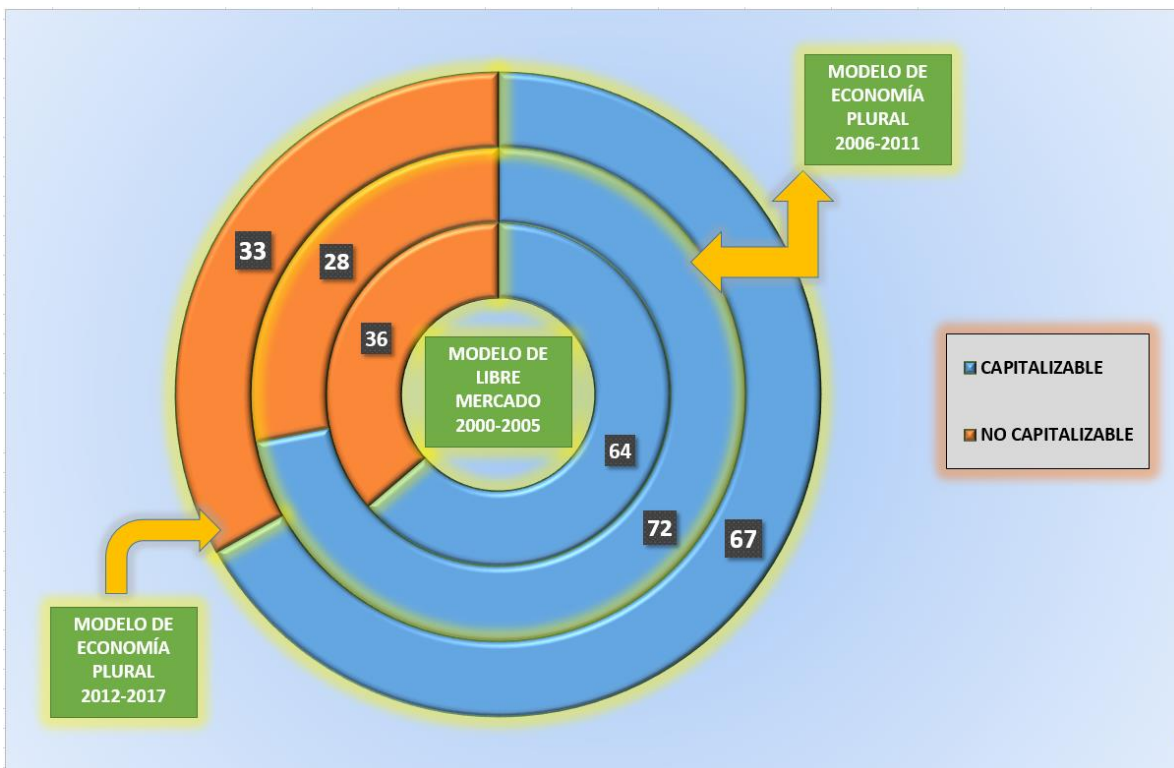 MODELO DE
ECONOMÍA
PLURAL
2006-2011
33
28
36
MODELO DE
LIBRE
MERCADO
2000-2005
CAPITALIZABLE
NO CAPITALIZABLE
64
72
67
MODELO DE
ECONOMÍA
PLURAL
2012-2017